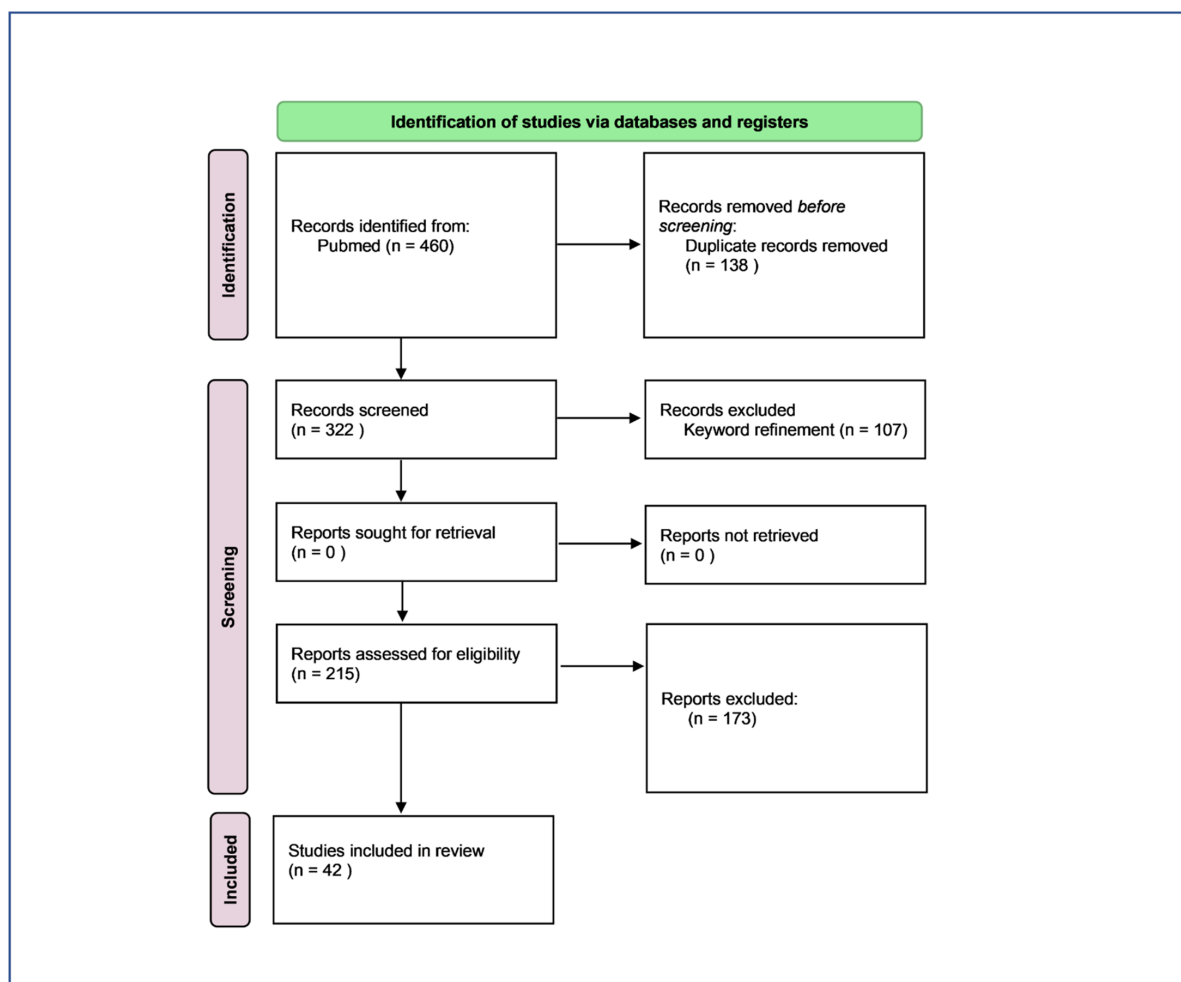 Identification of studies via databases and registers
Identification
Records identified from:
Pubmed (n = 460)
Records removed before
screening:
Duplicate records removed
(n = 138 )
Screening
Records screened
(n = 322 )
Records excluded
Keyword refinement (n = 107)
Reports sought for retrieval
(n = 0 )
Reports not retrieved
(n = 0 )
Reports assessed for eligibility
(n = 215)
Reports excluded:
(n = 173)
Included
Studies included in review
(n = 42 )